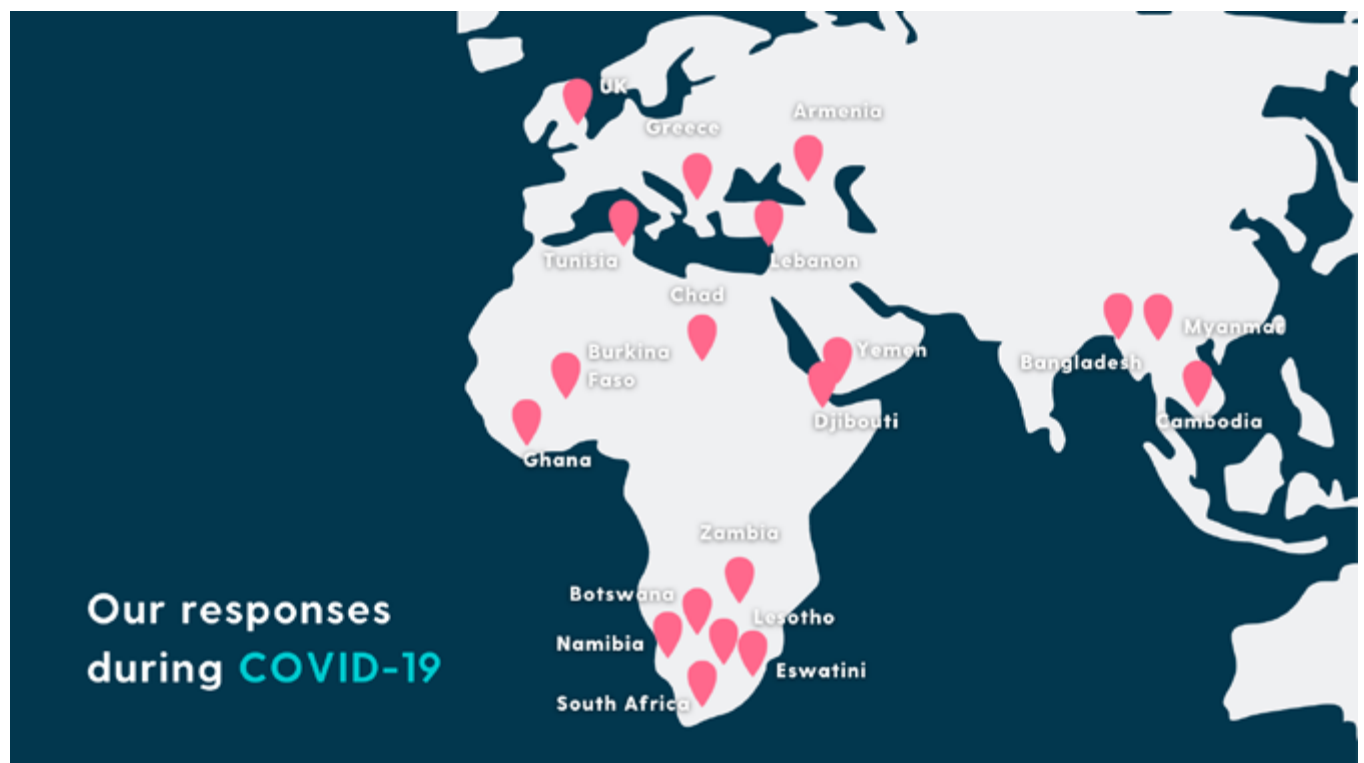 UK
Armenia
Greece
Tunisia
Lebanon
Chad
Myanmar
Burkina
Faso
Yemen
Bangladesh
Djibouti
Cambodia
Ghana
Zambia
Botswana
Lesotho
Namibia
Eswatini
South Africa
Our responses
during COVID-19